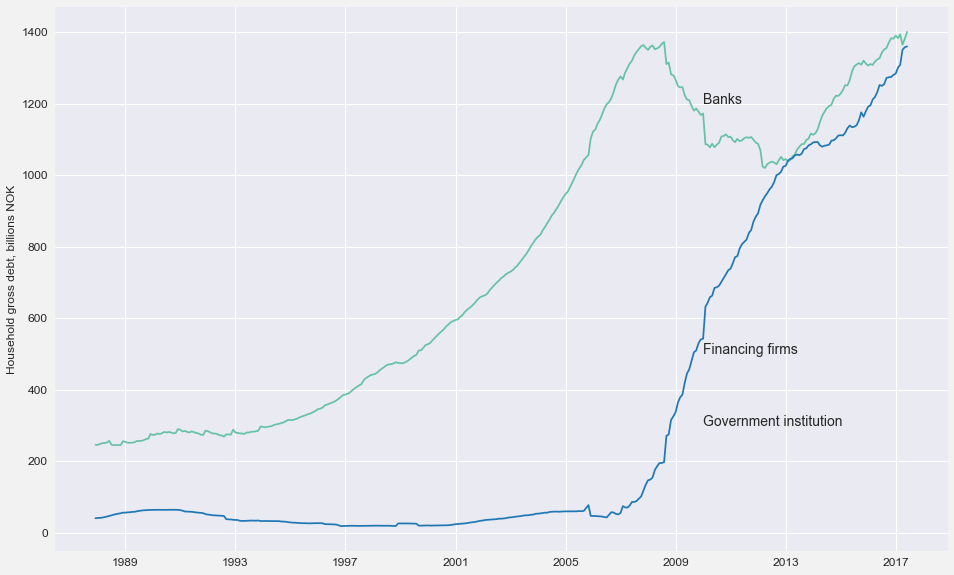 Household gross debt, billions NOK
1400
1200
1000
800
600
400
200
0
Banks
Financing firms
Government institution
1989 1993 1997 2001 2005 2009 2013 2017